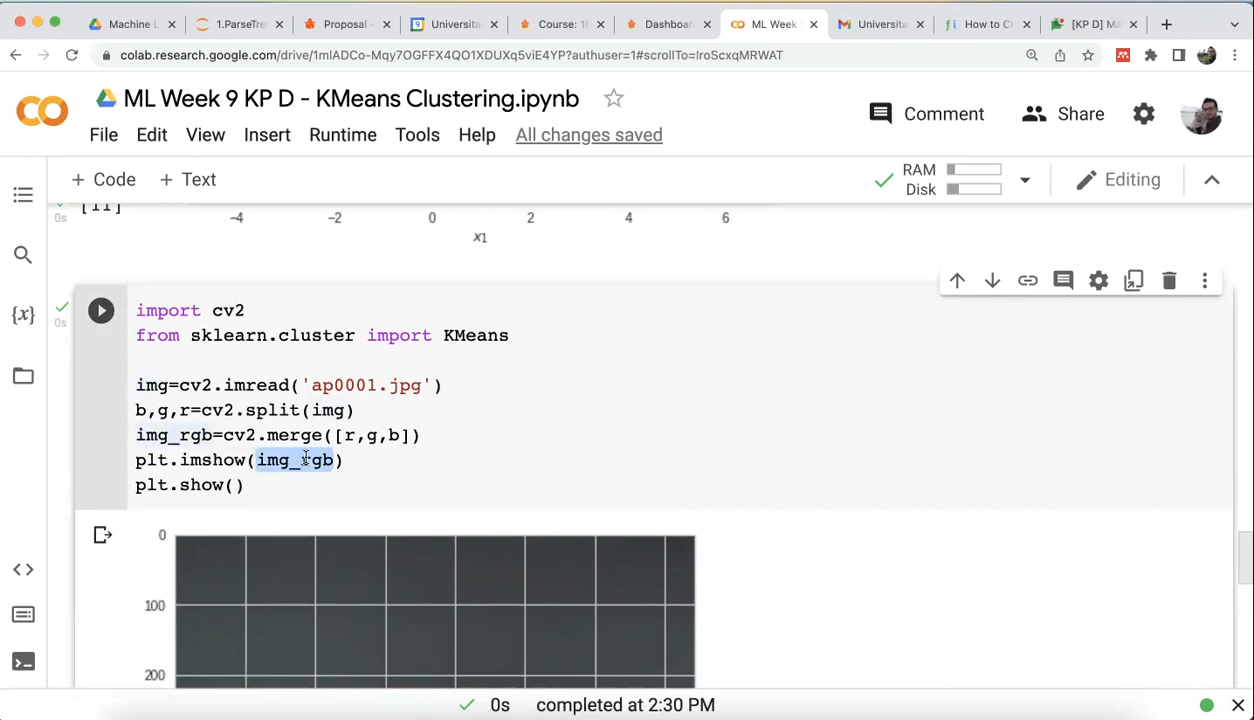 Machine L
1.ParseTre
Proposal -
Universita
Course: 1
Dashboar
ML Week
Universita
How to C
[KP D] Ma
colab.research.google.com/drive/1mlADCo-Mqy7OGFFX4QO1XDUXq5viE4YP?authuser=1#scrollTo=lroScxqMRWAT
ML Week 9 KP D - KMeans Clustering.ipynb
Comment
Share
File Edit View Insert Runtime Tools Help All changes saved
+ Code + Text
RAM
Disk
Editing
[11]
0s
-4 -2 0 2 4 6
x1
0s
import cv2
from sklearn.cluster import KMeans
img=cv2.imread('ap0001.jpg')
b,g,r=cv2.split(img)
img_rgb=cv2.merge([r,g,b])
plt.imshow(img_rgb)
plt.show()
0
100
200
0s completed at 2:30 PM